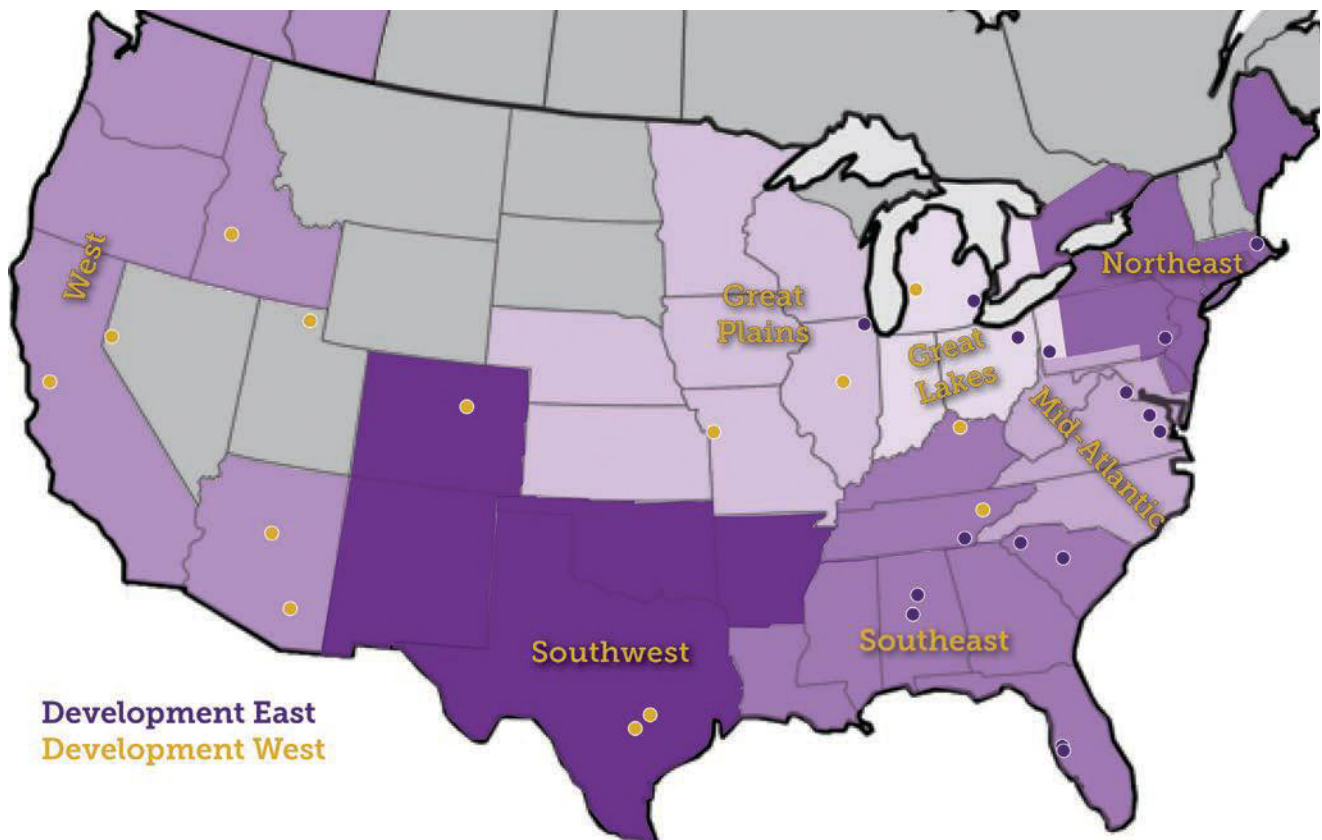 West
Great
Plains
Great
Lakes
Northeast
Mid-Atlantic
Southwest
Southeast
Development East
Development West